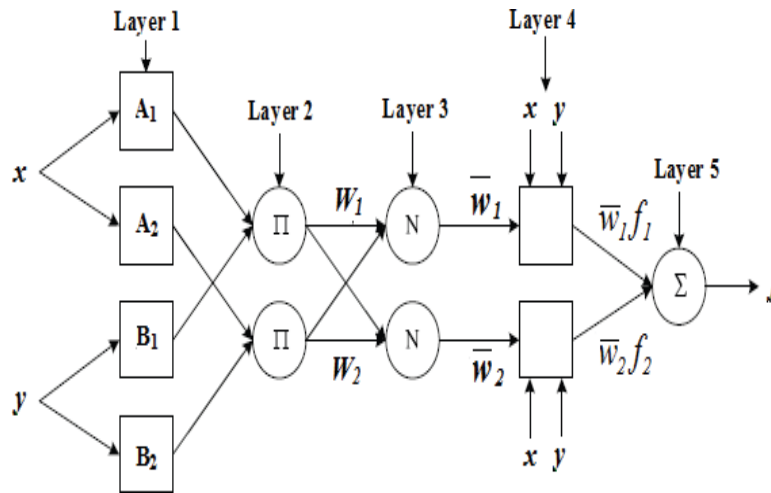 Layer 1
Layer 4
A₁
Layer 2
Layer 3
x y
x
W₁
w̅₁
Layer 5
A₂
Π
N
w̅₁f₁
Σ
B₁
Π
N
W₂
w̅₂
w̅₂f₂
y
B₂
x y